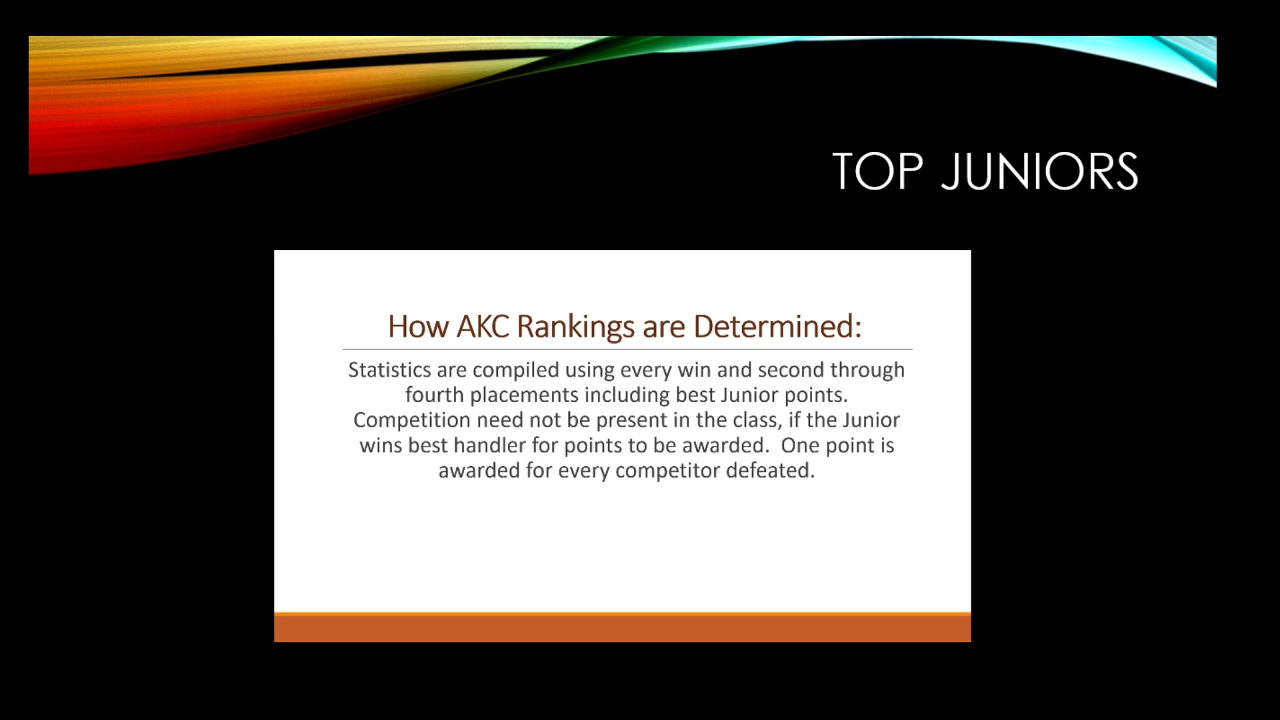 TOP JUNIORS
How AKC Rankings are Determined:
Statistics are compiled using every win and second through
fourth placements including best Junior points.
Competition need not be present in the class, if the Junior
wins best handler for points to be awarded.  One point is
awarded for every competitor defeated.